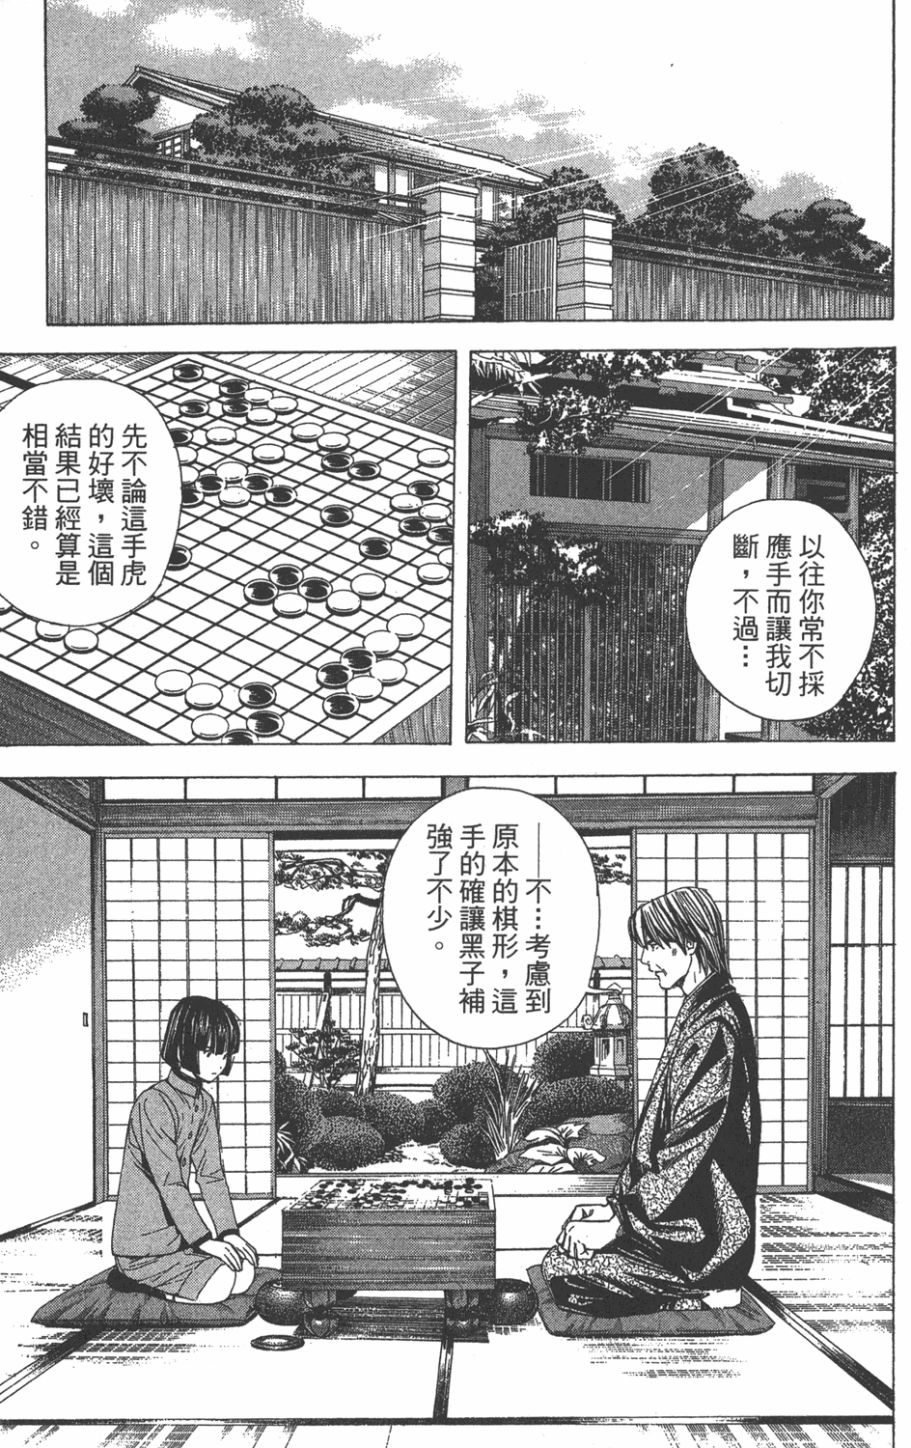 以往你常不採
應手而讓我切
斷，不過…
先不論這手虎
的好壞，這個
結果已經算是
相當不錯。
——不…考慮到
原本的棋形，這
手的確讓黑子補
強了不少。